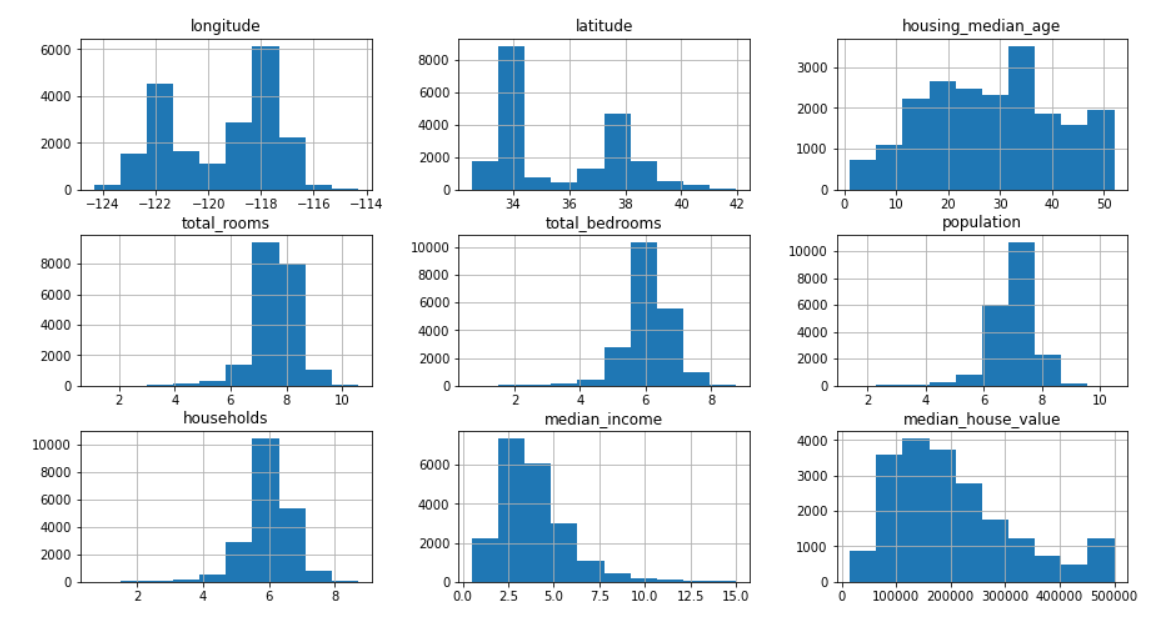 longitude
6000
4000
2000
0
−124 −122 −120 −118 −116 −114
latitude
8000
6000
4000
2000
0
34 36 38 40 42
housing_median_age
3000
2000
1000
0
0 10 20 30 40 50
total_rooms
8000
6000
4000
2000
0
2 4 6 8 10
total_bedrooms
10000
8000
6000
4000
2000
0
2 4 6 8
population
10000
8000
6000
4000
2000
0
2 4 6 8 10
households
10000
8000
6000
4000
2000
0
2 4 6 8
median_income
6000
4000
2000
0
0.0 2.5 5.0 7.5 10.0 12.5 15.0
median_house_value
4000
3000
2000
1000
0
0 100000 200000 300000 400000 500000